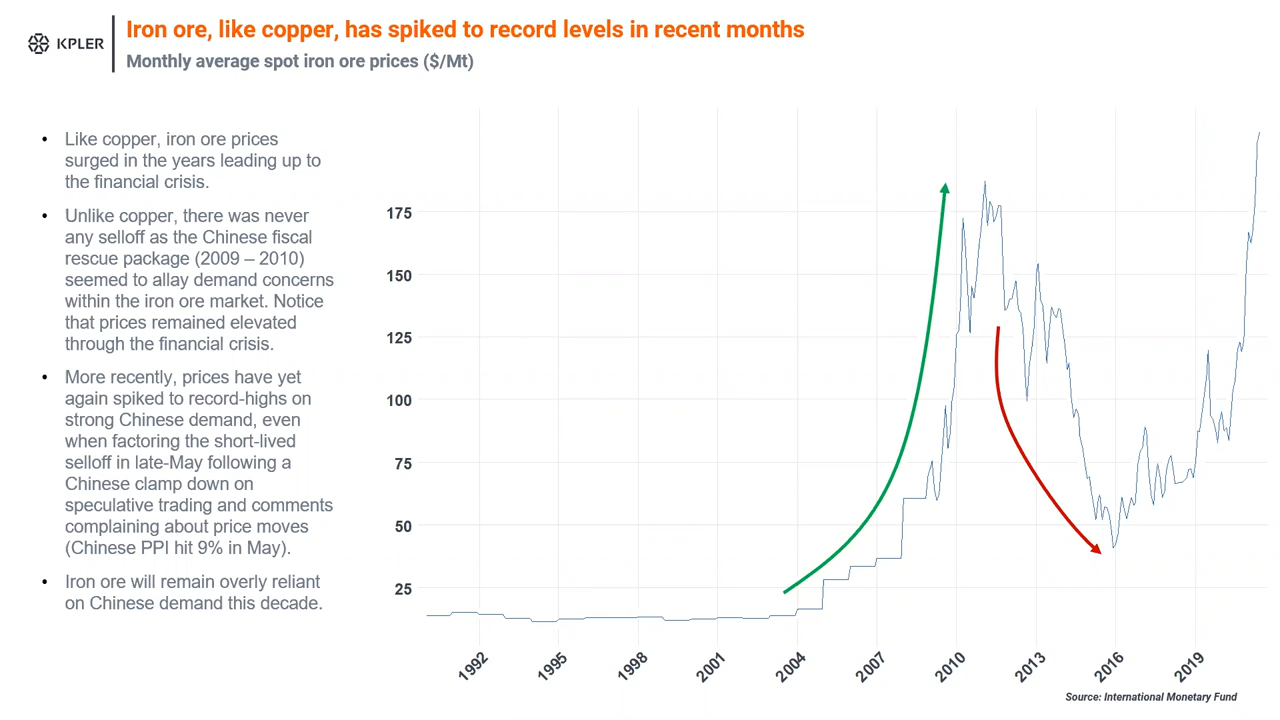 KPLER
Iron ore, like copper, has spiked to record levels in recent months
Monthly average spot iron ore prices ($/Mt)
• Like copper, iron ore prices
surged in the years leading up to
the financial crisis.
• Unlike copper, there was never
any selloff as the Chinese fiscal
rescue package (2009 – 2010)
seemed to allay demand concerns
within the iron ore market. Notice
that prices remained elevated
through the financial crisis.
• More recently, prices have yet
again spiked to record-highs on
strong Chinese demand, even
when factoring the short-lived
selloff in late-May following a
Chinese clamp down on
speculative trading and comments
complaining about price moves
(Chinese PPI hit 9% in May).
• Iron ore will remain overly reliant
on Chinese demand this decade.
175
150
125
100
75
50
25
1992
1995
1998
2001
2004
2007
2010
2013
2016
2019
Source: International Monetary Fund